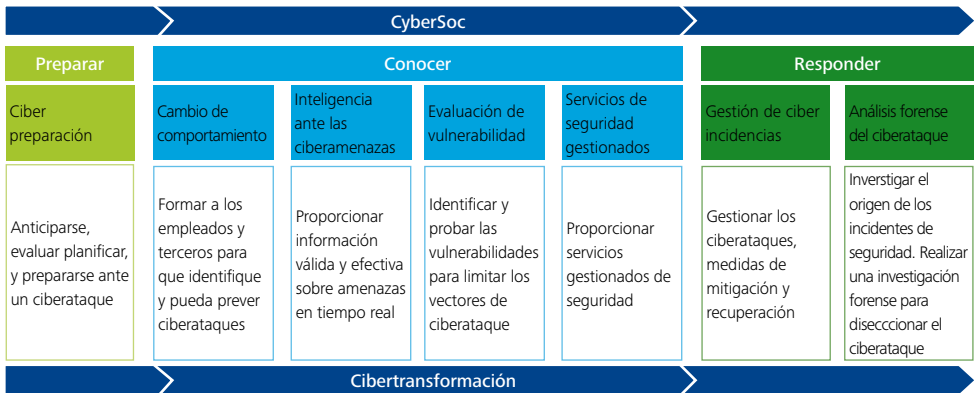 CyberSoc
Preparar
Conocer
Responder
Ciber
preparación
Cambio de
comportamiento
Inteligencia
ante las
ciberamenazas
Evaluación de
vulnerabilidad
Servicios de
seguridad
gestionados
Gestión de ciber
incidencias
Análisis forense
del ciberataque
Anticiparse,
evaluar planificar,
y prepararse ante
un ciberataque
Formar a los
empleados y
terceros para
que identifique
y pueda prever
ciberataques
Proporcionar
información
válida y efectiva
sobre amenazas
en tiempo real
Identificar y
probar las
vulnerabilidades
para limitar los
vectores de
ciberataque
Proporcionar
servicios
gestionados de
seguridad
Gestionar los
ciberataques,
medidas de
mitigación y
recuperación
Inverstigar el
origen de los
incidentes de
seguridad. Realizar
una investigación
forense para
disecccionar el
ciberataque
Cibertransformación